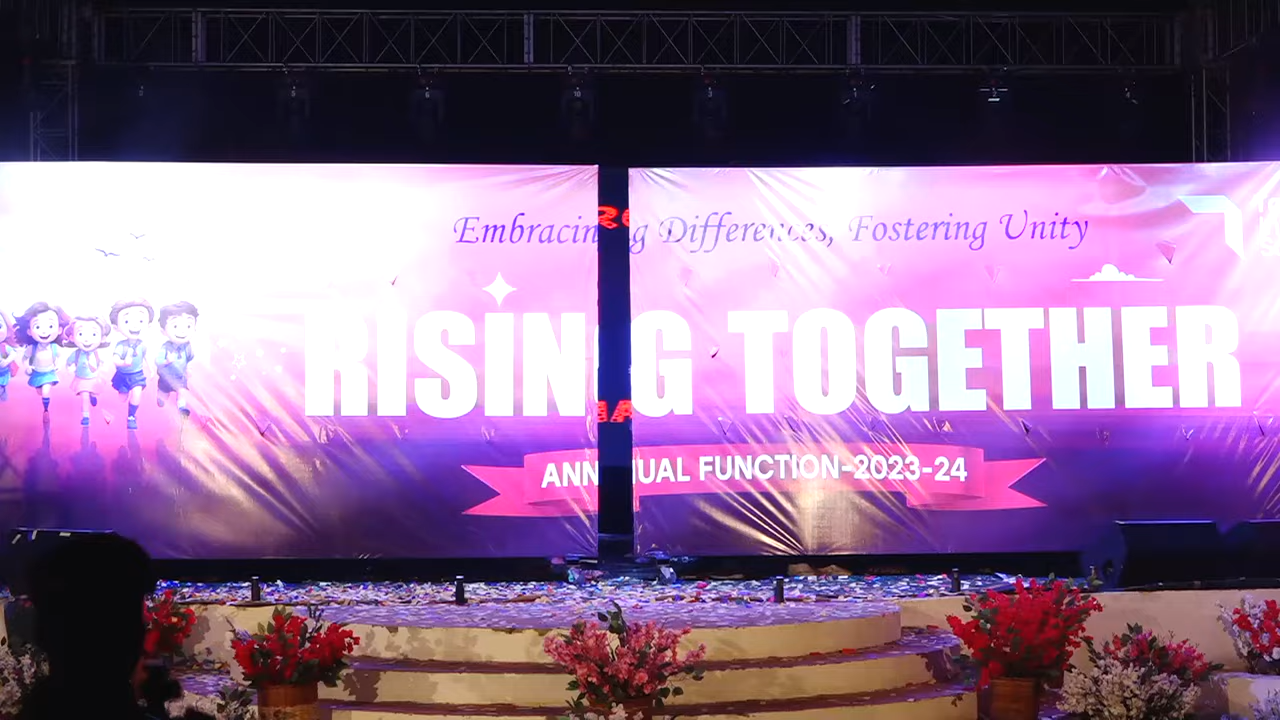 Embracing Differences, Fostering Unity
RISING TOGETHER
ANNUAL FUNCTION-2023-24